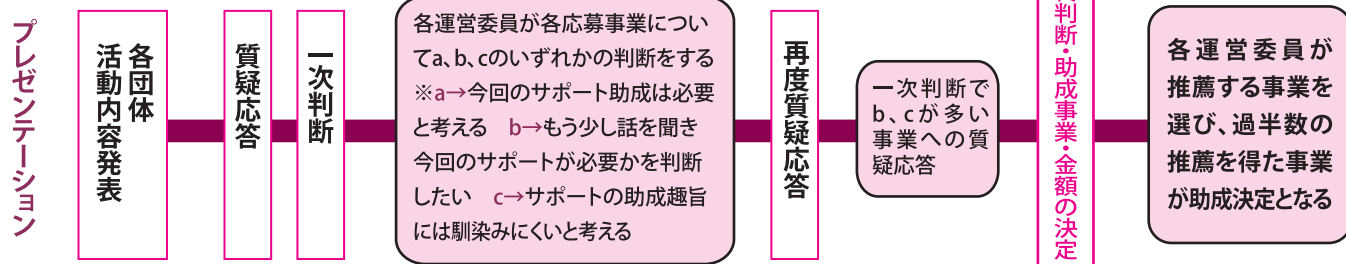 プレゼンテーション
各団体
活動内容発表
質疑応答
一次判断
各運営委員が各応募事業につい
てa、b、cのいずれかの判断をする
※a→今回のサポート助成は必要
と考える　b→もう少し話を聞き
今回のサポートが必要かを判断
したい　c→サポートの助成趣旨
には馴染みにくいと考える
再度質疑応答
一次判断で
b、cが多い
事業への質
疑応答
判断・助成事業・金額の決定
各運営委員が
推薦する事業を
選び、過半数の
推薦を得た事業
が助成決定となる